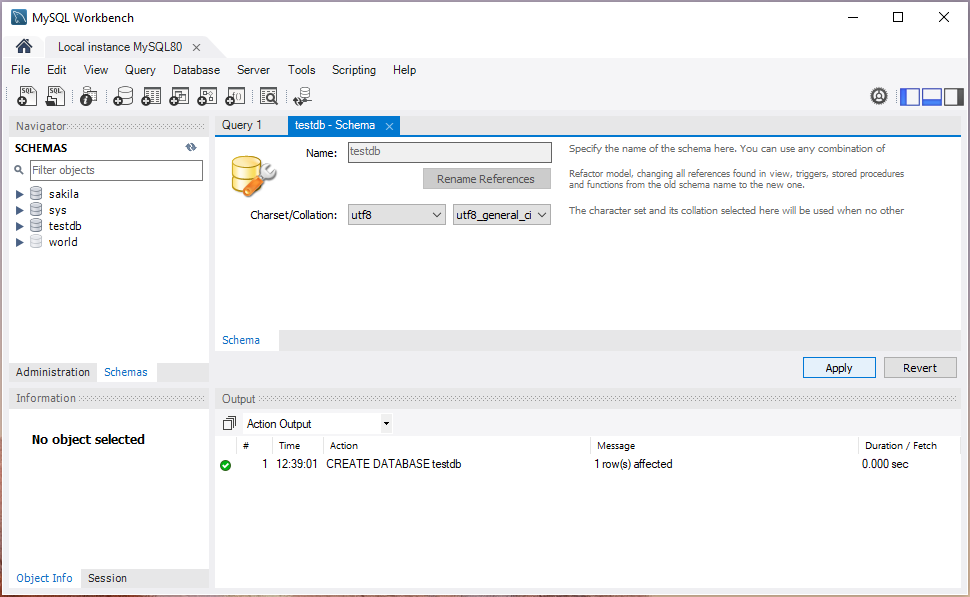 MySQL Workbench
Local instance MySQL80
File Edit View Query Database Server Tools Scripting Help
Navigator
SCHEMAS
Filter objects
sakila
sys
testdb
world
Administration Schemas
Information
No object selected
Object Info Session
Query 1 testdb - Schema
Name: testdb Specify the name of the schema here. You can use any combination of
Rename References Refactor model, changing all references found in view, triggers, stored procedures
and functions from the old schema name to the new one.
Charset/Collation: utf8 utf8_general_ci The character set and its collation selected here will be used when no other
Schema
Apply Revert
Output
Action Output
# Time Action Message Duration / Fetch
1 12:39:01 CREATE DATABASE testdb 1 row(s) affected 0.000 sec